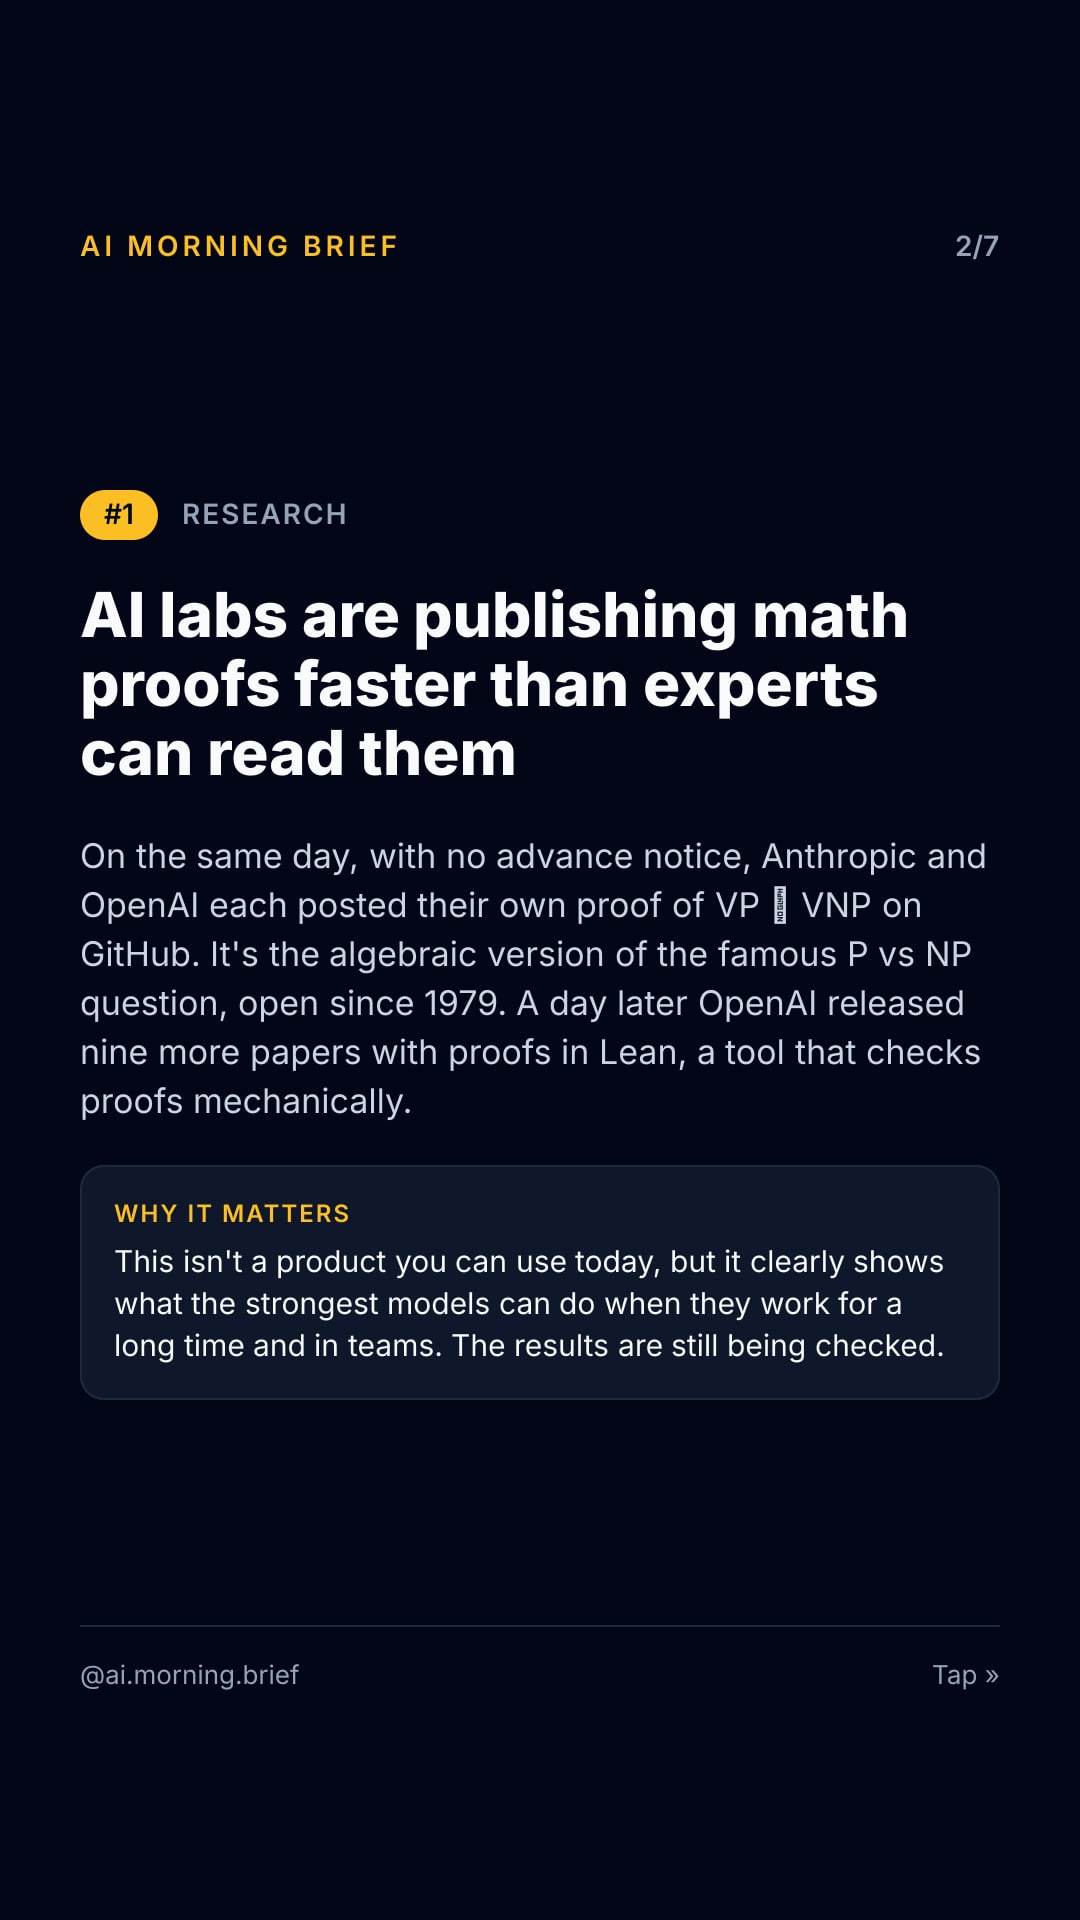 AI MORNING BRIEF
2/7
#1 RESEARCH
AI labs are publishing math
proofs faster than experts
can read them
On the same day, with no advance notice, Anthropic and
OpenAI each posted their own proof of VP NO GLYPH VNP on
GitHub. It's the algebraic version of the famous P vs NP
question, open since 1979. A day later OpenAI released
nine more papers with proofs in Lean, a tool that checks
proofs mechanically.
WHY IT MATTERS
This isn't a product you can use today, but it clearly shows
what the strongest models can do when they work for a
long time and in teams. The results are still being checked.
@ai.morning.brief
Tap »